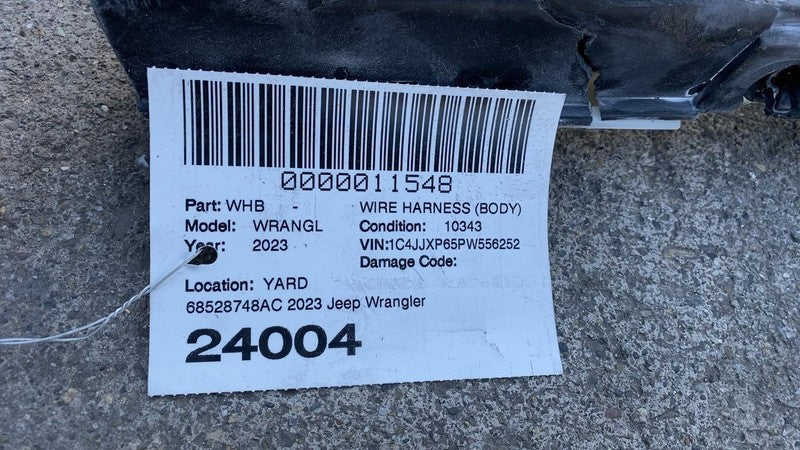 0000011548
Part: WHB - WIRE HARNESS (BODY)
Model: WRANGL Condition: 10343
Year: 2023 VIN:1C4JJXP65PW556252
Damage Code:
Location: YARD
68528748AC 2023 Jeep Wrangler
24004